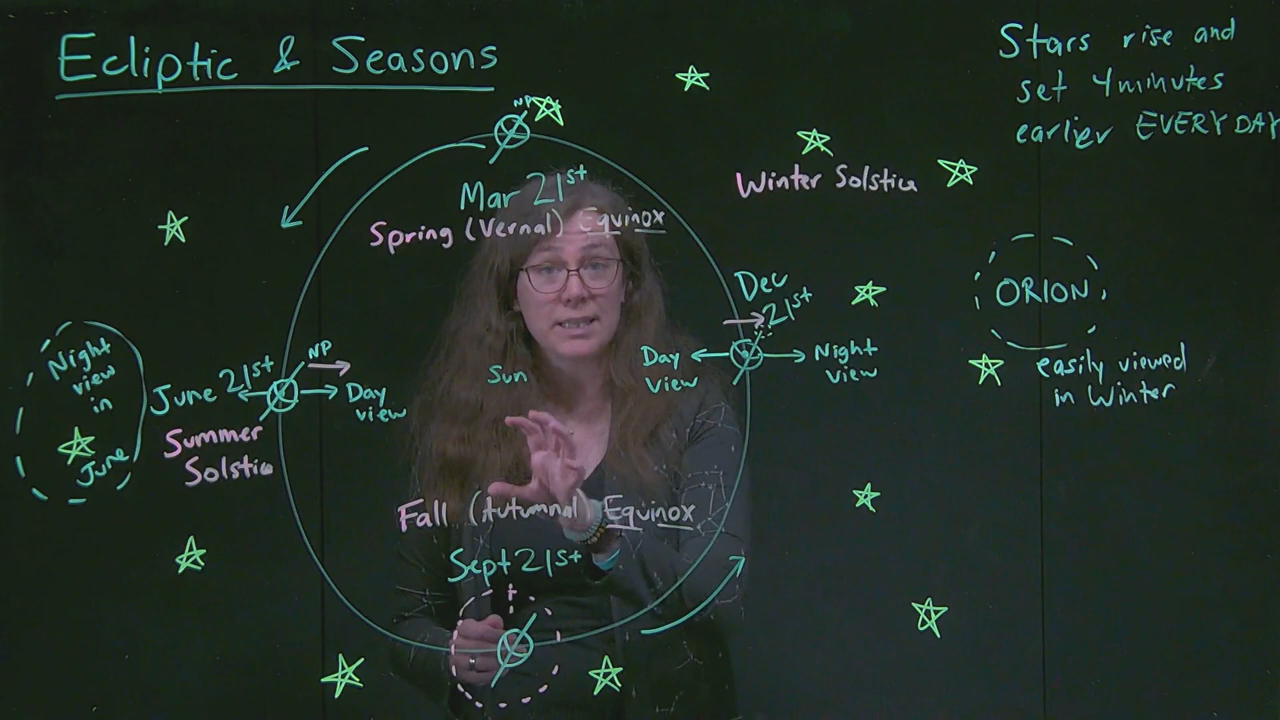 Ecliptic & Seasons
Stars rise and
set 4 minutes
earlier EVERY DAY
NP
Mar 21st
Spring (Vernal) Equinox
Winter Solstice
Dec
21st
Day
view
Night
view
ORION
easily viewed
in Winter
Night
view
in
June
NP
June 21st
Day
view
Summer
Solstice
Sun
Fall (Autumnal) Equinox
Sept 21st